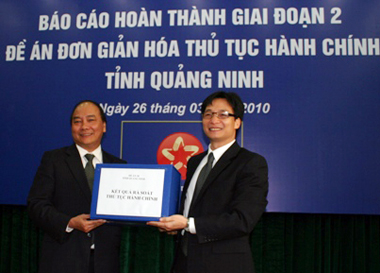 BÁO CÁO HOÀN THÀNH GIAI ĐOẠN 2
ĐỀ ÁN ĐƠN GIẢN HÓA THỦ TỤC HÀNH CHÍNH
TỈNH QUẢNG NINH
Ngày 26 tháng 03 2010
KẾT QUẢ RÀ SOÁT
THỦ TỤC HÀNH CHÍNH